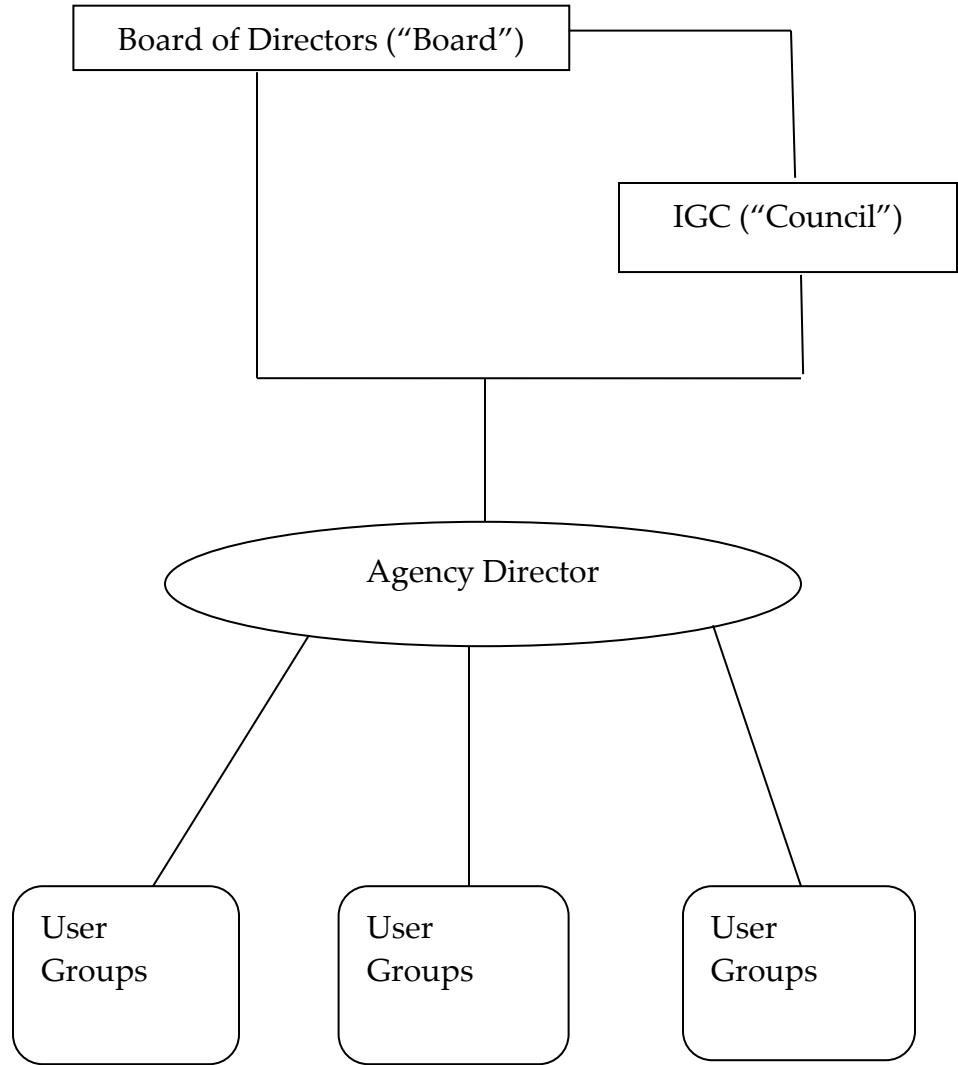 Board of Directors (“Board”)
IGC (“Council”)
Agency Director
User
Groups
User
Groups
User
Groups